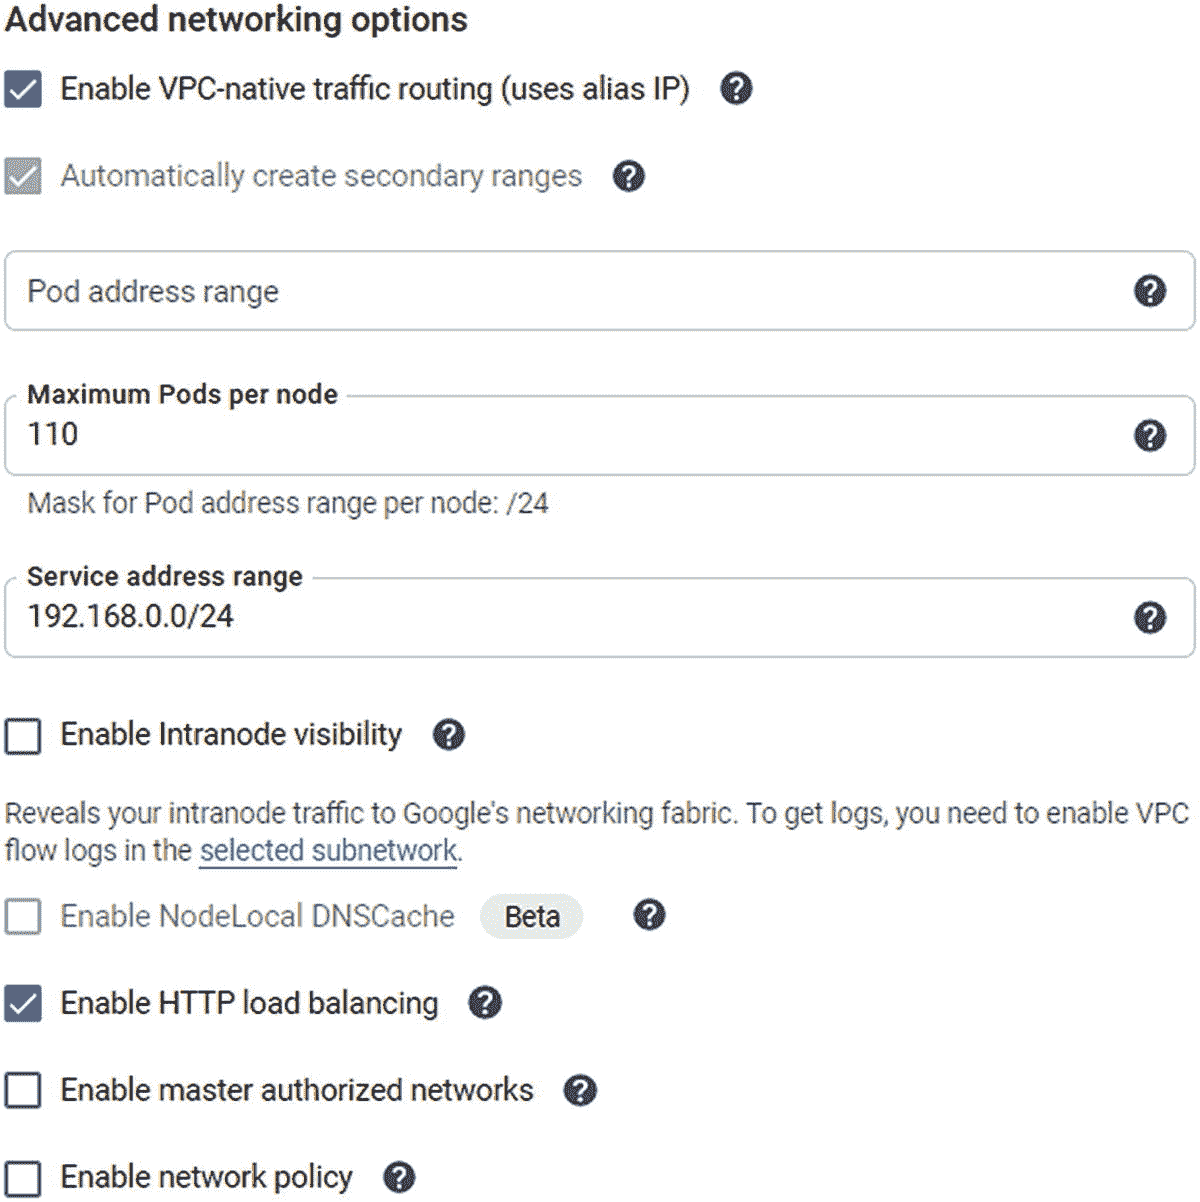 Advanced networking options
Enable VPC-native traffic routing (uses alias IP)
Automatically create secondary ranges
Pod address range
Maximum Pods per node
110
Mask for Pod address range per node: /24
Service address range
192.168.0.0/24
Enable Intranode visibility
Reveals your intranode traffic to Google's networking fabric. To get logs, you need to enable VPC
flow logs in the selected subnetwork.
Enable NodeLocal DNSCache Beta
Enable HTTP load balancing
Enable master authorized networks
Enable network policy